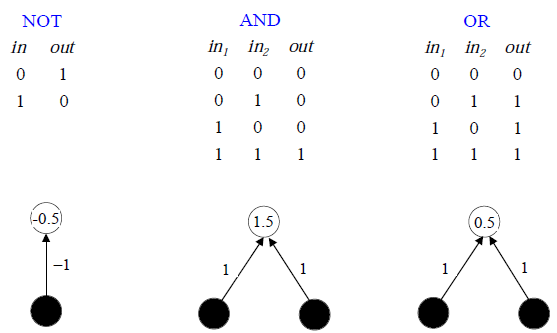 NOT AND OR
in out in₁ in₂ out in₁ in₂ out
0 1 0 0 0 0 0 0
1 0 0 1 0 0 1 1
1 0 0 1 0 1
1 1 1 1 1 1
-0.5 1.5 0.5
−1 1 1 1 1